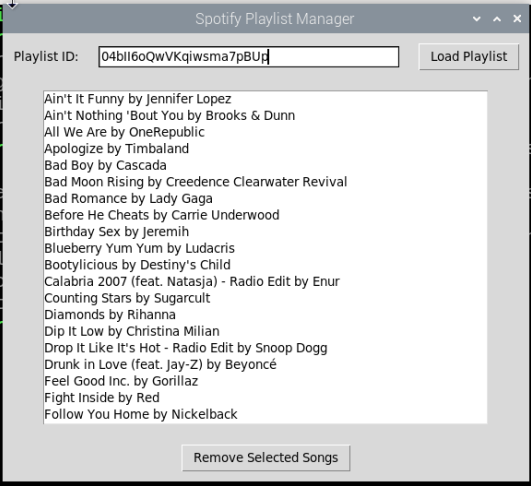 Spotify Playlist Manager
Playlist ID: 04bII6oQwVKqiwsma7pBUp Load Playlist
Ain't It Funny by Jennifer Lopez
Ain't Nothing 'Bout You by Brooks & Dunn
All We Are by OneRepublic
Apologize by Timbaland
Bad Boy by Cascada
Bad Moon Rising by Creedence Clearwater Revival
Bad Romance by Lady Gaga
Before He Cheats by Carrie Underwood
Birthday Sex by Jeremih
Blueberry Yum Yum by Ludacris
Bootylicious by Destiny's Child
Calabria 2007 (feat. Natasja) - Radio Edit by Enur
Counting Stars by Sugarcult
Diamonds by Rihanna
Dip It Low by Christina Milian
Drop It Like It's Hot - Radio Edit by Snoop Dogg
Drunk in Love (feat. Jay-Z) by Beyoncé
Feel Good Inc. by Gorillaz
Fight Inside by Red
Follow You Home by Nickelback
Remove Selected Songs